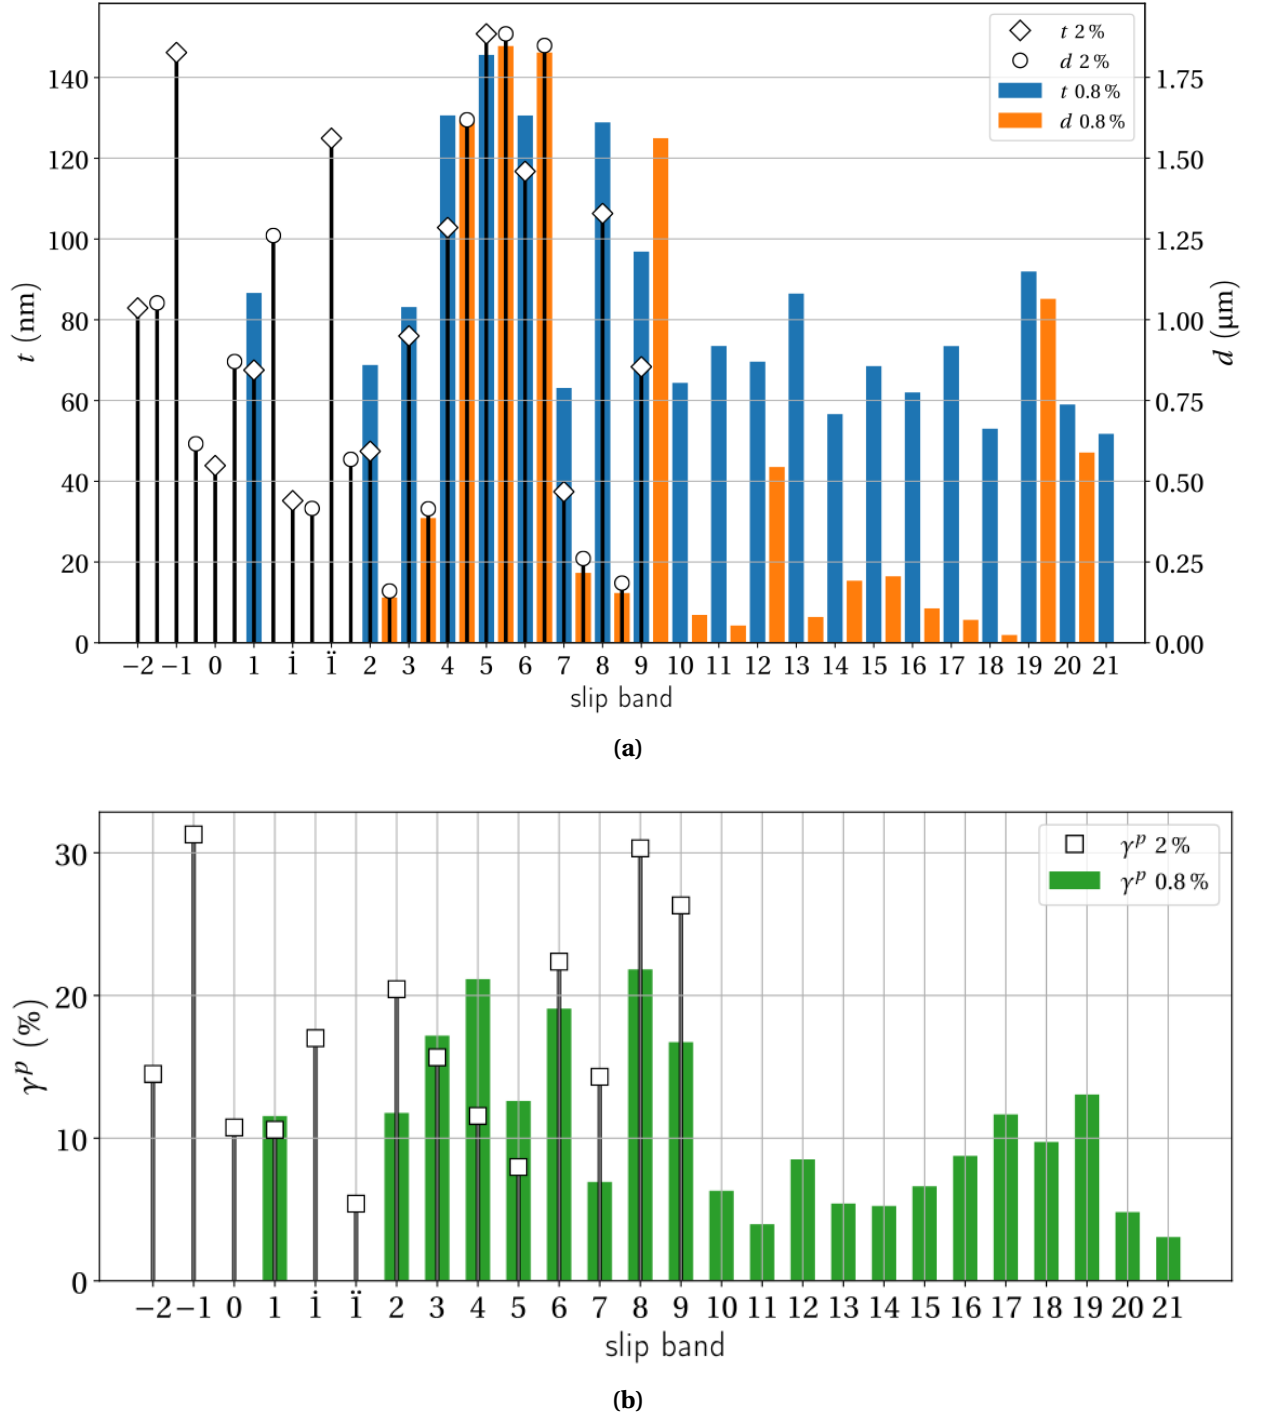 t 2 %
d 2 %
t 0.8 %
d 0.8 %
140
120
100
80
60
40
20
0
t (nm)
1.75
1.50
1.25
1.00
0.75
0.50
0.25
0.00
d (μm)
−2 −1 0 1 i ï 2 3 4 5 6 7 8 9 10 11 12 13 14 15 16 17 18 19 20 21
slip band
(a)
γᵖ 2 %
γᵖ 0.8 %
30
20
10
0
γᵖ (%)
−2 −1 0 1 i ï 2 3 4 5 6 7 8 9 10 11 12 13 14 15 16 17 18 19 20 21
slip band
(b)